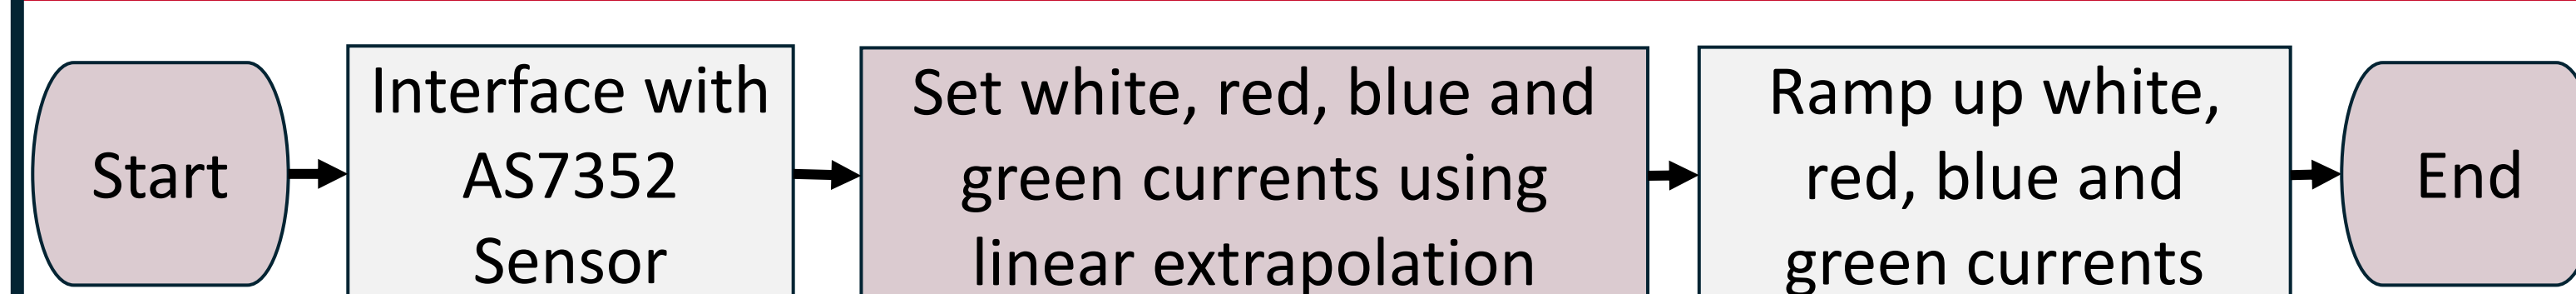 Start
Interface with
AS7352
Sensor
Set white, red, blue and
green currents using
linear extrapolation
Ramp up white,
red, blue and
green currents
End